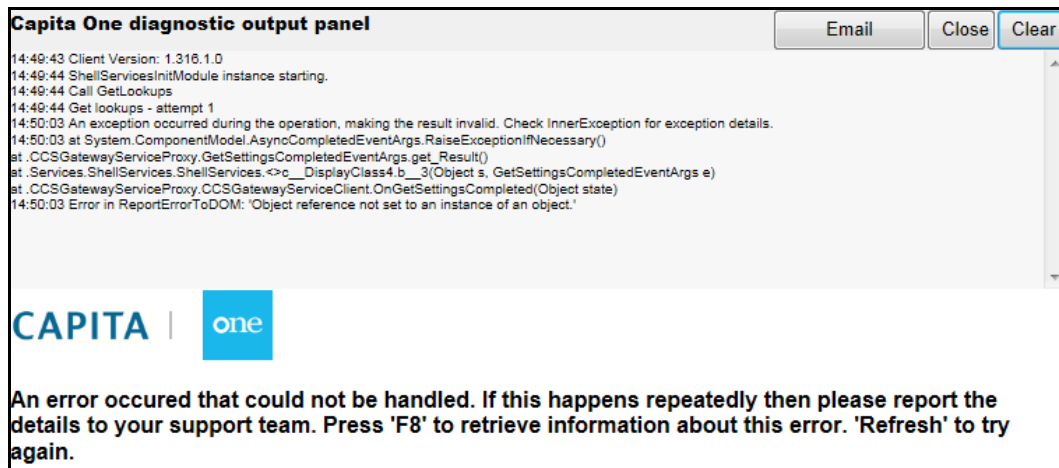 Capita One diagnostic output panel
Email
Close
Clear
14:49:43 Client Version: 1.316.1.0
14:49:44 ShellServicesInitModule instance starting.
14:49:44 Call GetLookups
14:49:44 Get lookups - attempt 1
14:50:03 An exception occurred during the operation, making the result invalid. Check InnerException for exception details.
14:50:03 at System.ComponentModel.AsyncCompletedEventArgs.RaiseExceptionIfNecessary()
at .CCSGatewayServiceProxy.GetSettingsCompletedEventArgs.get_Result()
at .Services.ShellServices.ShellServices.<>c__DisplayClass4.b__3(Object s, GetSettingsCompletedEventArgs e)
at .CCSGatewayServiceProxy.CCSGatewayServiceClient.OnGetSettingsCompleted(Object state)
14:50:03 Error in ReportErrorToDOM: 'Object reference not set to an instance of an object.'
CAPITA | one
An error occured that could not be handled. If this happens repeatedly then please report the
details to your support team. Press 'F8' to retrieve information about this error. 'Refresh' to try
again.